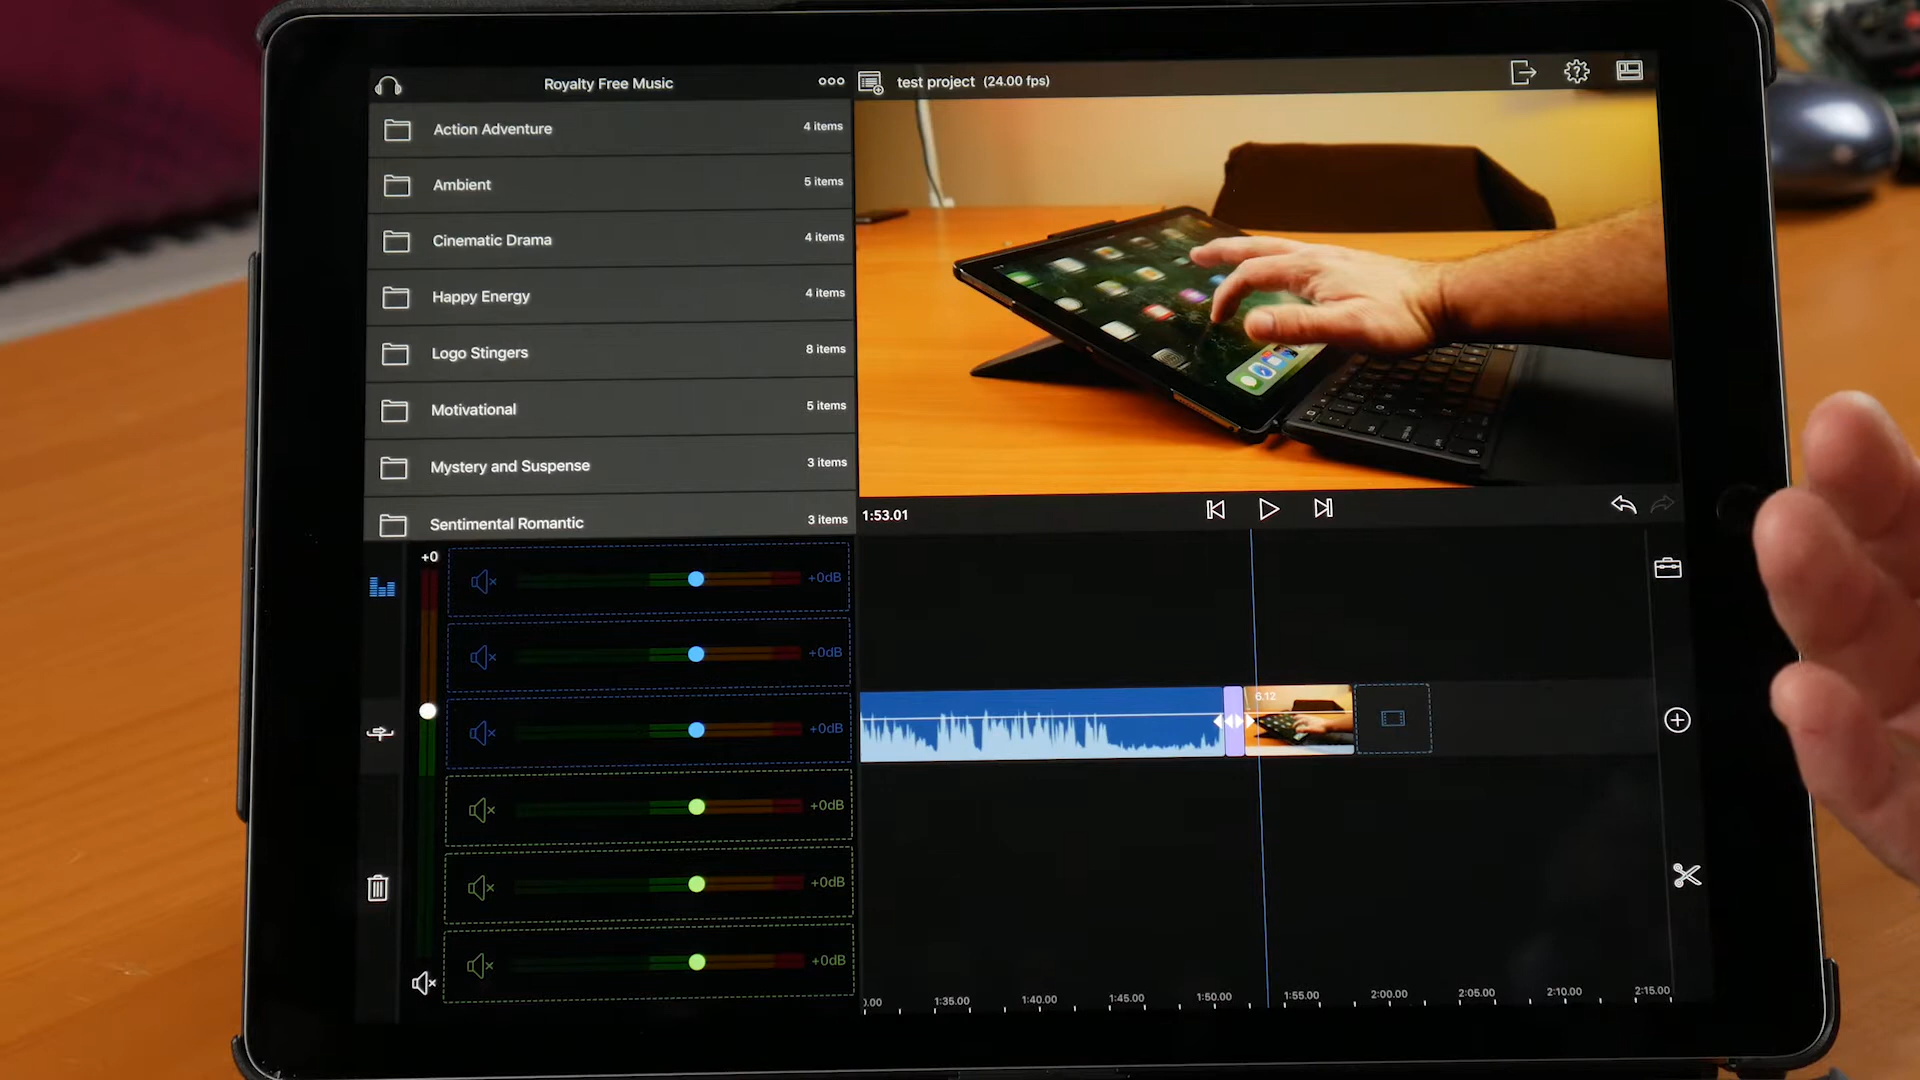 Royalty Free Music
Action Adventure 4 items
Ambient 5 items
Cinematic Drama 4 items
Happy Energy 4 items
Logo Stingers 8 items
Motivational 5 items
Mystery and Suspense 3 items
Sentimental Romantic 3 items
test project (24.00 fps)
1:53.01
+0
+0dB
+0dB
+0dB
+0dB
+0dB
+0dB
6.12
0.00 1:35.00 1:40.00 1:45.00 1:50.00 1:55.00 2:00.00 2:05.00 2:10.00 2:15.00